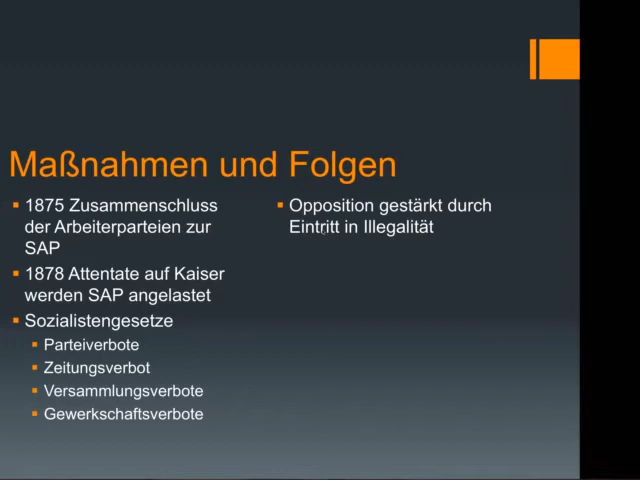 Maßnahmen und Folgen
1875 Zusammenschluss
der Arbeiterparteien zur
SAP
1878 Attentate auf Kaiser
werden SAP angelastet
Sozialistengesetze
Parteiverbote
Zeitungsverbot
Versammlungsverbote
Gewerkschaftsverbote
Opposition gestärkt durch
Eintritt in Illegalität